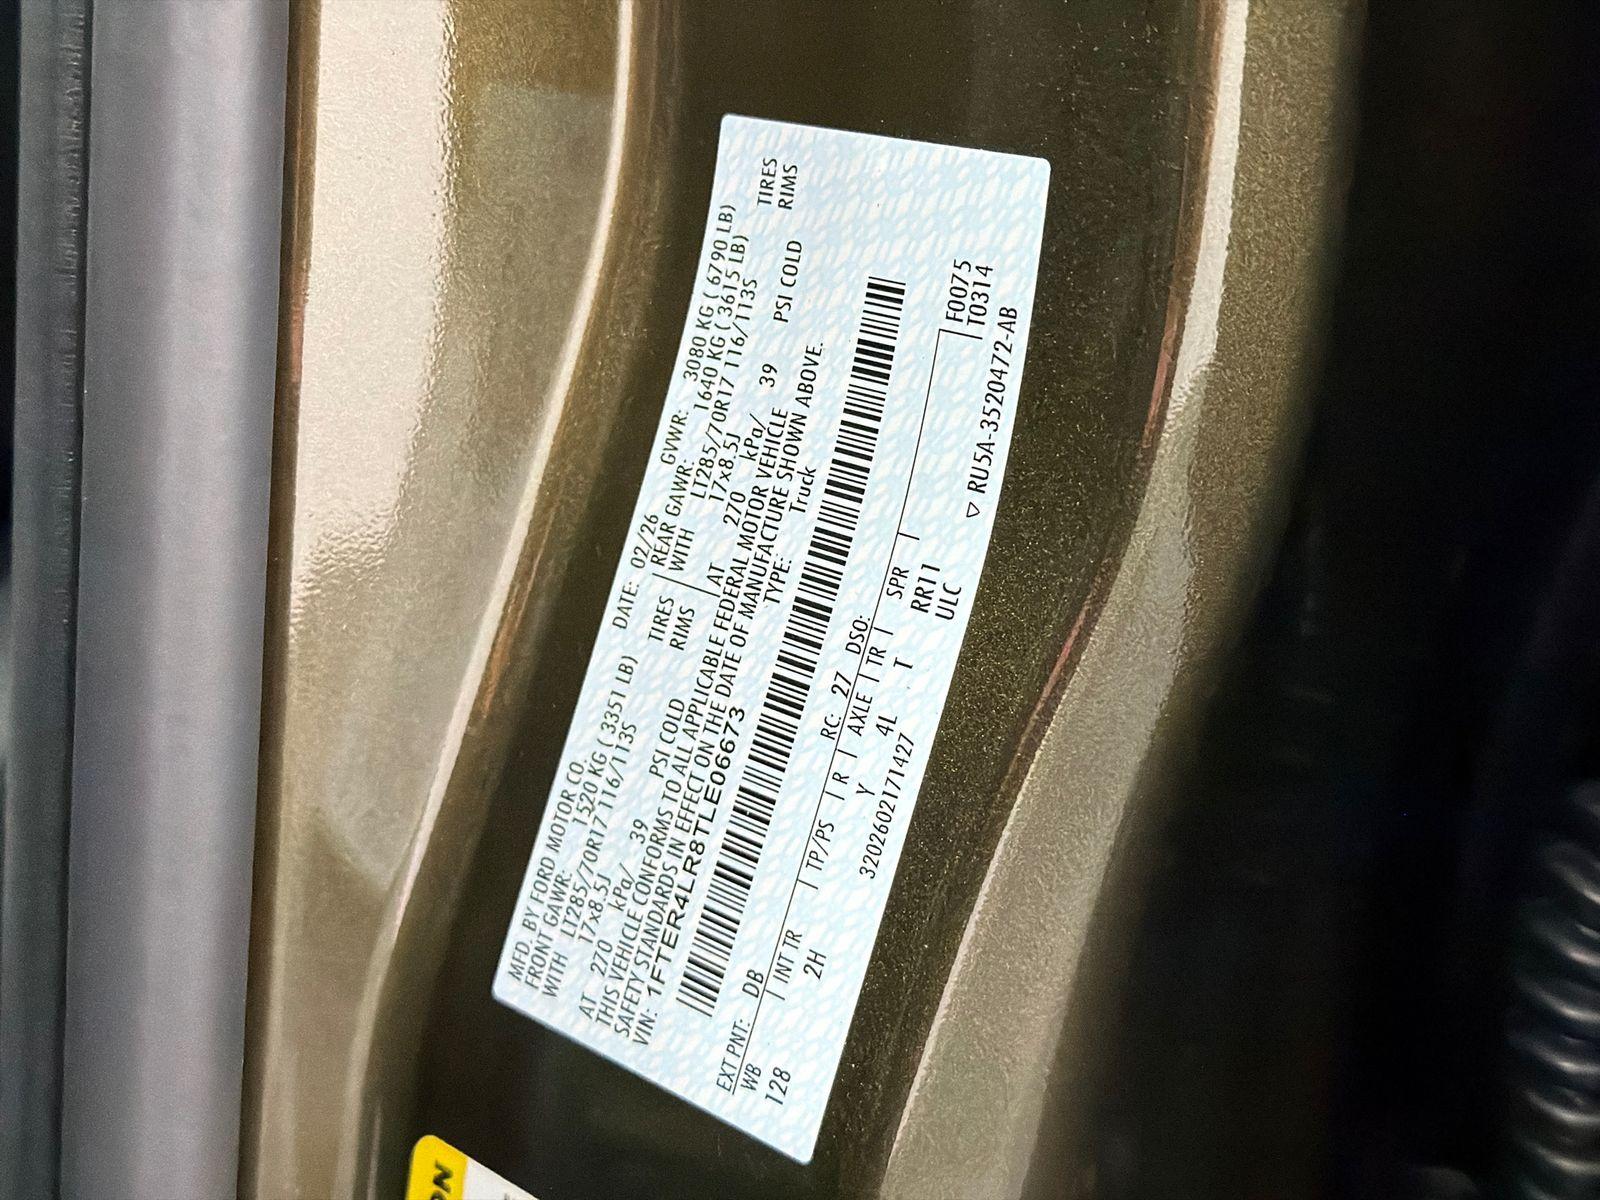 MFD. BY FORD MOTOR CO. DATE: 02/26 GVWR: 3080 KG ( 6790 LB)
FRONT GAWR: 1520 KG ( 3351 LB) REAR GAWR: 1640 KG ( 3615 LB)
WITH LT285/70R17 116/113S TIRES WITH LT285/70R17 116/113S TIRES
17x8.5J RIMS 17x8.5J RIMS
AT 270 kPa/ 39 PSI COLD AT 270 kPa/ 39 PSI COLD
THIS VEHICLE CONFORMS TO ALL APPLICABLE FEDERAL MOTOR VEHICLE
SAFETY STANDARDS IN EFFECT ON THE DATE OF MANUFACTURE SHOWN ABOVE.
VIN: 1FTER4LR8TLE06673 TYPE: Truck
EXT PNT: DB RC: 27 DSO:
WB INT TR TP/PS R AXLE TR SPR F0075
128 2H Y 4L T RR11 T0314
3202602171427 ULC
▽ RU5A-3520472-AB
ON